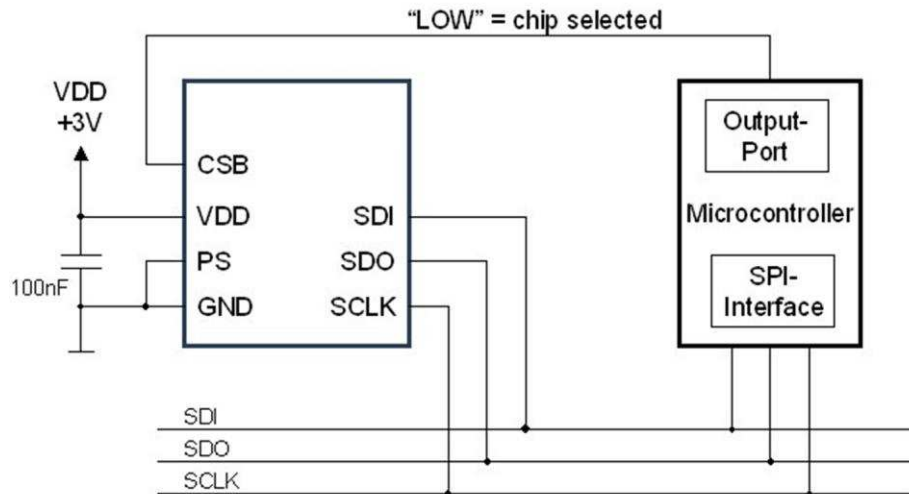 “LOW” = chip selected
VDD
+3V
CSB
VDD
PS
GND
SDI
SDO
SCLK
100nF
Output-
Port
Microcontroller
SPI-
Interface
SDI
SDO
SCLK